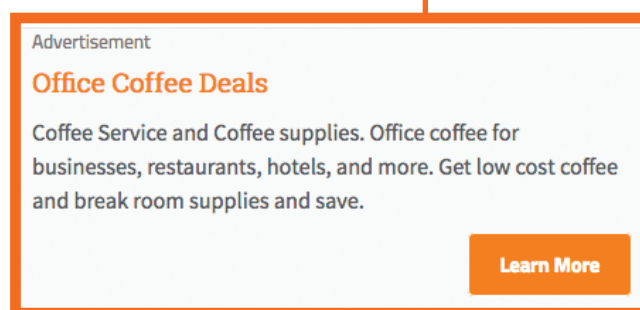 Advertisement
Office Coffee Deals
Coffee Service and Coffee supplies. Office coffee for
businesses, restaurants, hotels, and more. Get low cost coffee
and break room supplies and save.
Learn More